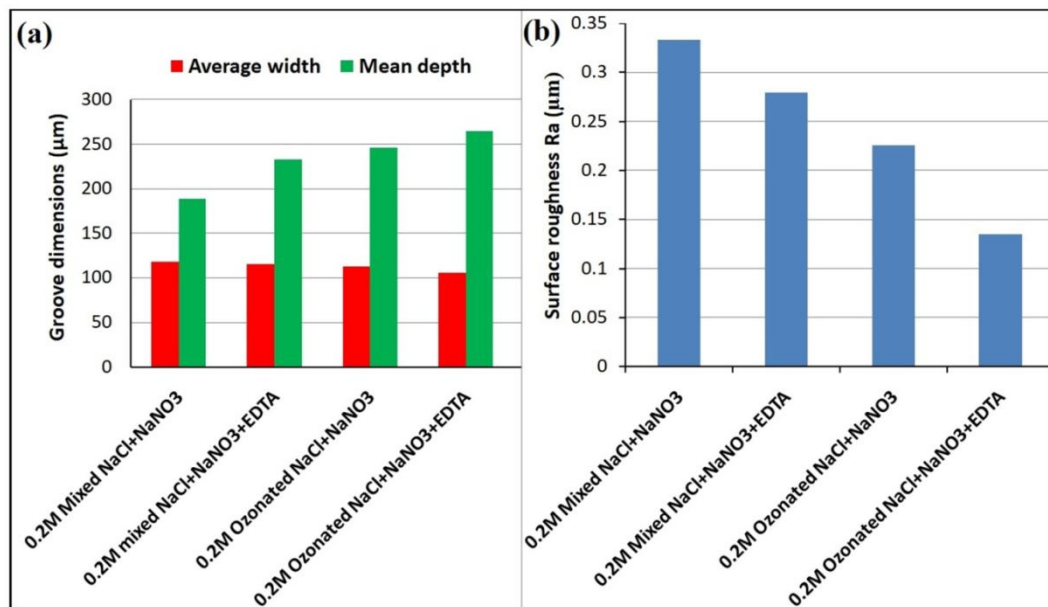 (a)
Average width
Mean depth
Groove dimensions (µm)
300
250
200
150
100
50
0
0.2M Mixed NaCl+NaNO3
0.2M mixed NaCl+NaNO3+EDTA
0.2M Ozonated NaCl+NaNO3
0.2M Ozonated NaCl+NaNO3+EDTA
(b)
Surface roughness Ra (µm)
0.35
0.3
0.25
0.2
0.15
0.1
0.05
0
0.2M Mixed NaCl+NaNO3
0.2M Mixed NaCl+NaNO3+EDTA
0.2M Ozonated NaCl+NaNO3
0.2M Ozonated NaCl+NaNO3+EDTA